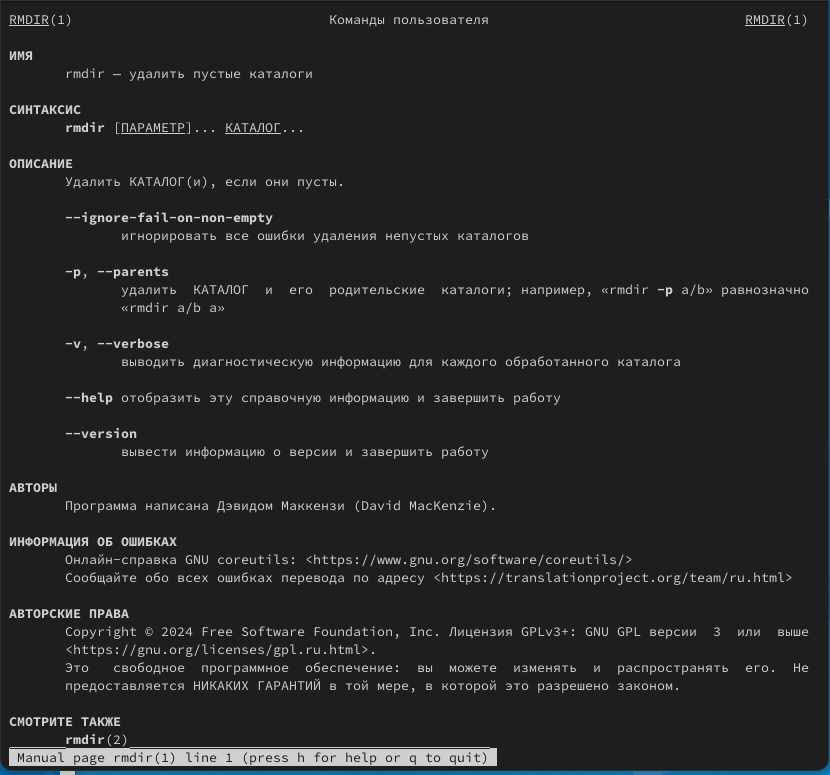 RMDIR(1) Команды пользователя RMDIR(1)
ИМЯ
rmdir — удалить пустые каталоги
СИНТАКСИС
rmdir [ПАРАМЕТР]... КАТАЛОГ...
ОПИСАНИЕ
Удалить КАТАЛОГ(и), если они пусты.
--ignore-fail-on-non-empty
игнорировать все ошибки удаления непустых каталогов
-p, --parents
удалить КАТАЛОГ и его родительские каталоги; например, «rmdir -p a/b» равнозначно
«rmdir a/b a»
-v, --verbose
выводить диагностическую информацию для каждого обработанного каталога
--help отобразить эту справочную информацию и завершить работу
--version
вывести информацию о версии и завершить работу
АВТОРЫ
Программа написана Дэвидом Маккензи (David MacKenzie).
ИНФОРМАЦИЯ ОБ ОШИБКАХ
Онлайн-справка GNU coreutils: <https://www.gnu.org/software/coreutils/>
Сообщайте обо всех ошибках перевода по адресу <https://translationproject.org/team/ru.html>
АВТОРСКИЕ ПРАВА
Copyright © 2024 Free Software Foundation, Inc. Лицензия GPLv3+: GNU GPL версии 3 или выше
<https://gnu.org/licenses/gpl.ru.html>.
Это свободное программное обеспечение: вы можете изменять и распространять его. Не
предоставляется НИКАКИХ ГАРАНТИЙ в той мере, в которой это разрешено законом.
СМОТРИТЕ ТАКЖЕ
rmdir(2)
Manual page rmdir(1) line 1 (press h for help or q to quit)